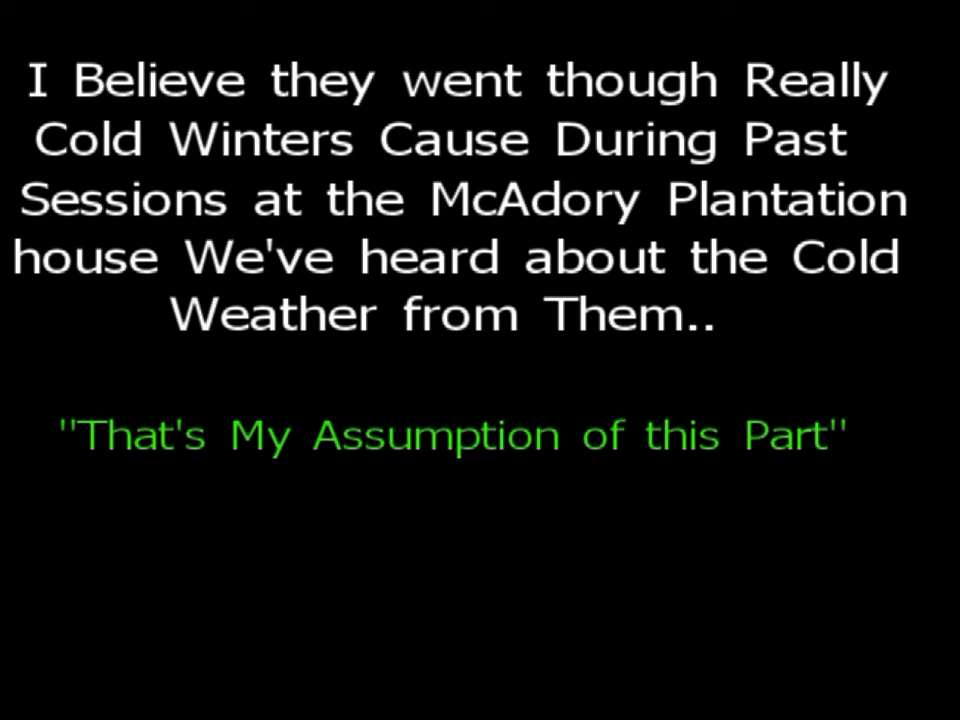 I Believe they went though Really
Cold Winters Cause During Past
Sessions at the McAdory Plantation
house We've heard about the Cold
Weather from Them..
"That's My Assumption of this Part"